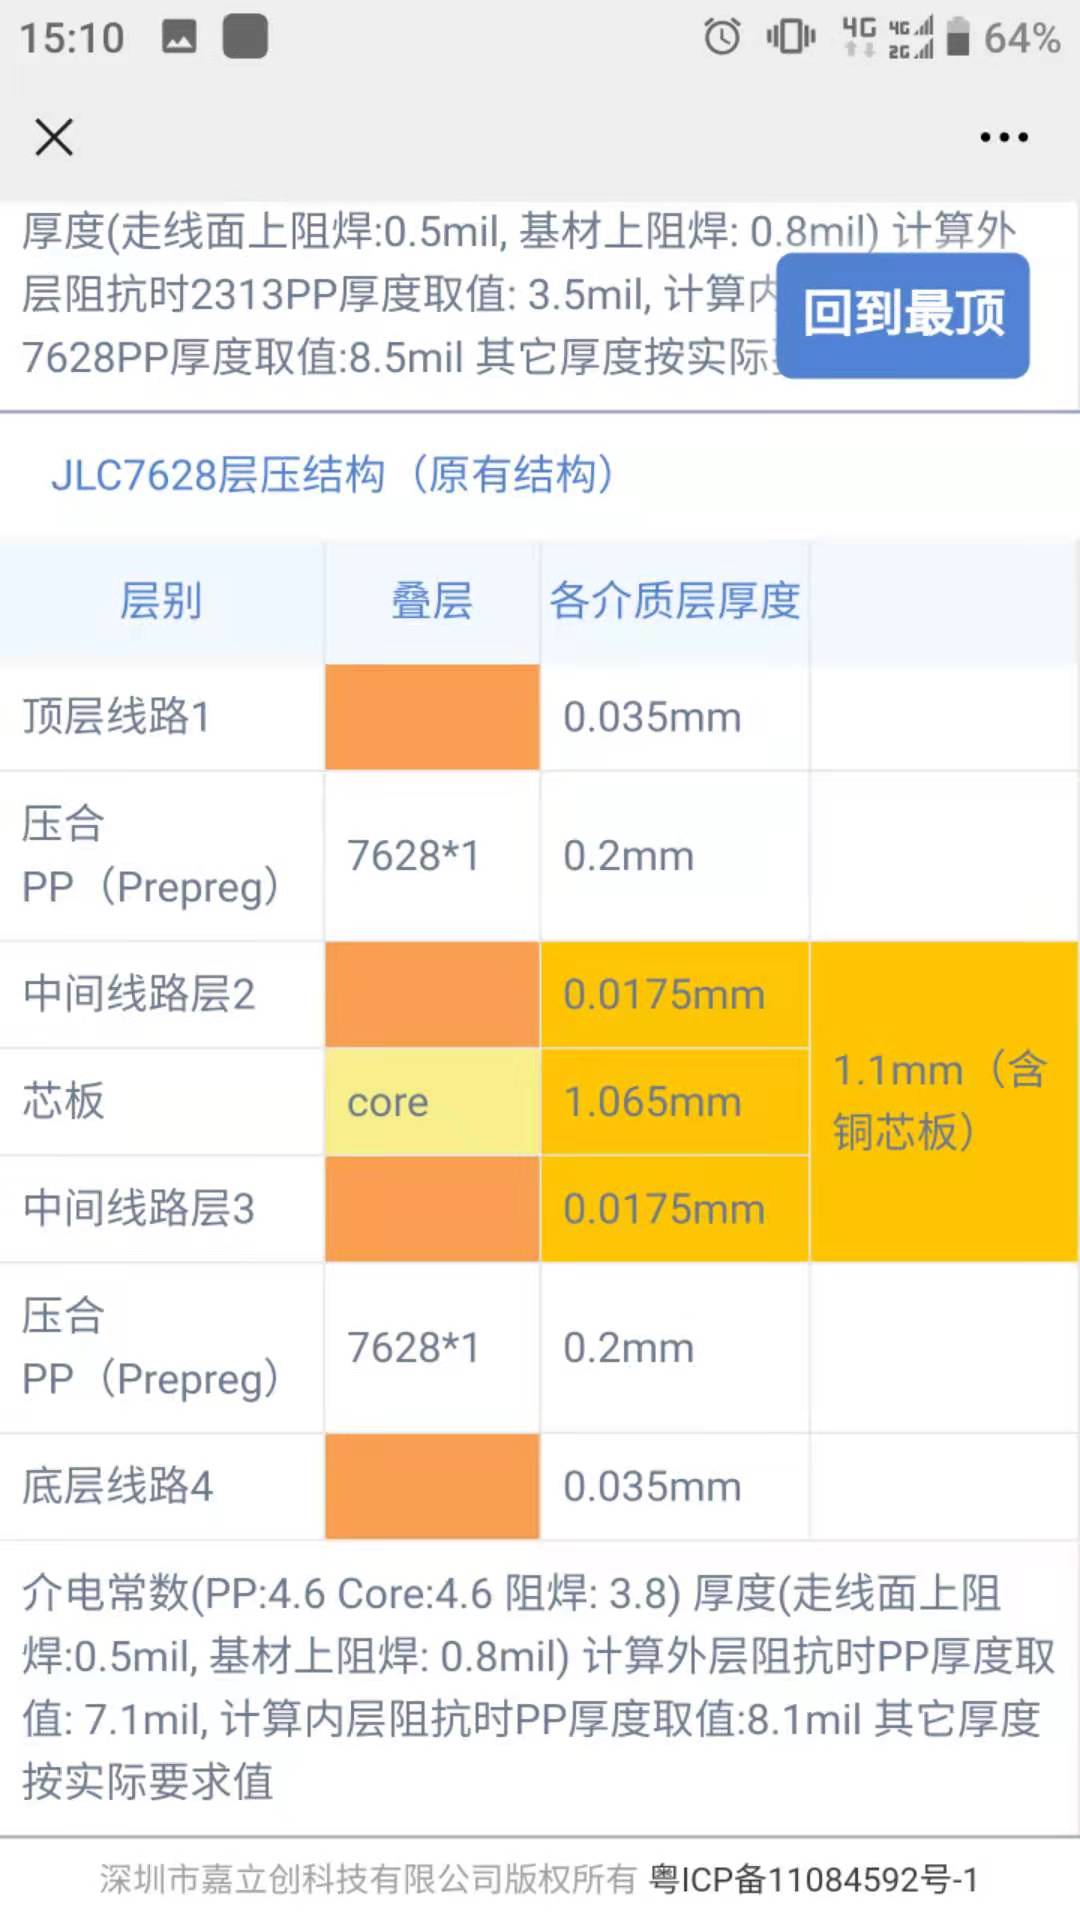 15:10
4G 4G 2G 64%
厚度(走线面上阻焊:0.5mil, 基材上阻焊: 0.8mil) 计算外
层阻抗时2313PP厚度取值: 3.5mil, 计算内
7628PP厚度取值:8.5mil 其它厚度按实际
回到最顶
JLC7628层压结构（原有结构）
层别 叠层 各介质层厚度
顶层线路1 0.035mm
压合
PP（Prepreg） 7628*1 0.2mm
中间线路层2 0.0175mm
芯板 core 1.065mm
1.1mm（含
铜芯板）
中间线路层3 0.0175mm
压合
PP（Prepreg） 7628*1 0.2mm
底层线路4 0.035mm
介电常数(PP:4.6 Core:4.6 阻焊: 3.8) 厚度(走线面上阻
焊:0.5mil, 基材上阻焊: 0.8mil) 计算外层阻抗时PP厚度取
值: 7.1mil, 计算内层阻抗时PP厚度取值:8.1mil 其它厚度
按实际要求值
深圳市嘉立创科技有限公司版权所有 粤ICP备11084592号-1